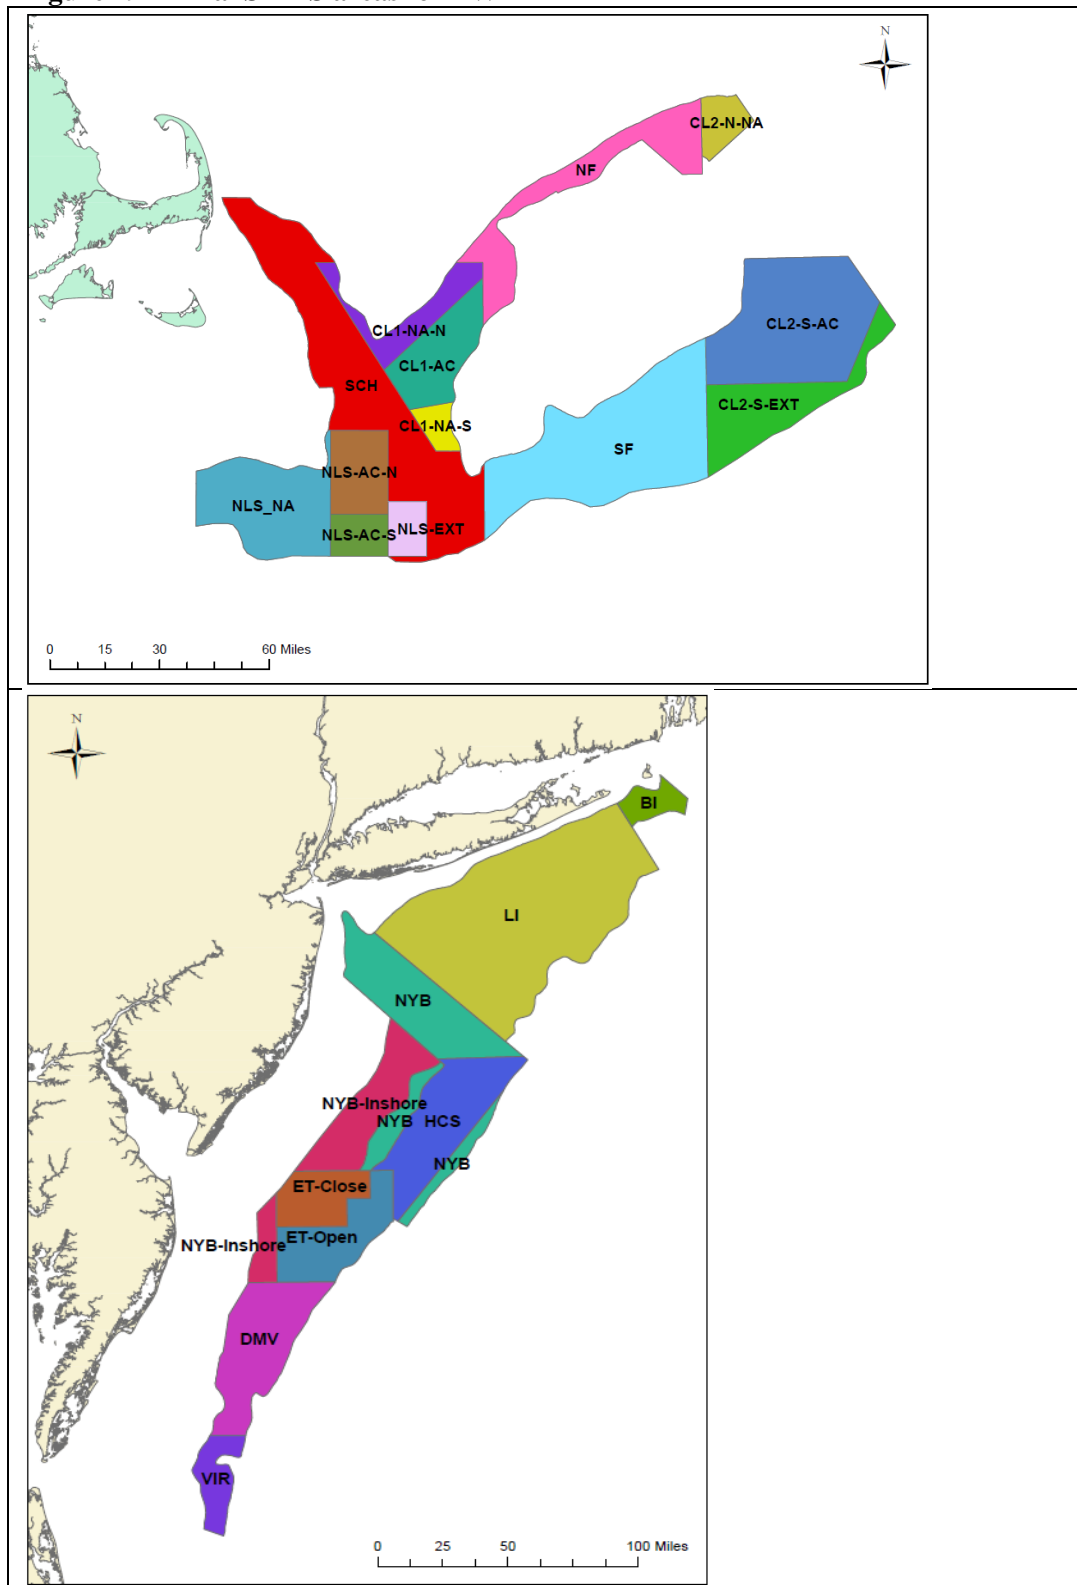 N
CL2-N-NA
NF
CL2-S-AC
CL1-NA-N
CL1-AC
SCH
CL2-S-EXT
CL1-NA-S
SF
NLS-AC-N
NLS_NA
NLS-EXT
NLS-AC-S
0 15 30 60 Miles
N
BI
LI
NYB
NYB-Inshore
NYB HCS
NYB
ET-Close
ET-Open
NYB-Inshore
DMV
VIR
0 25 50 100 Miles